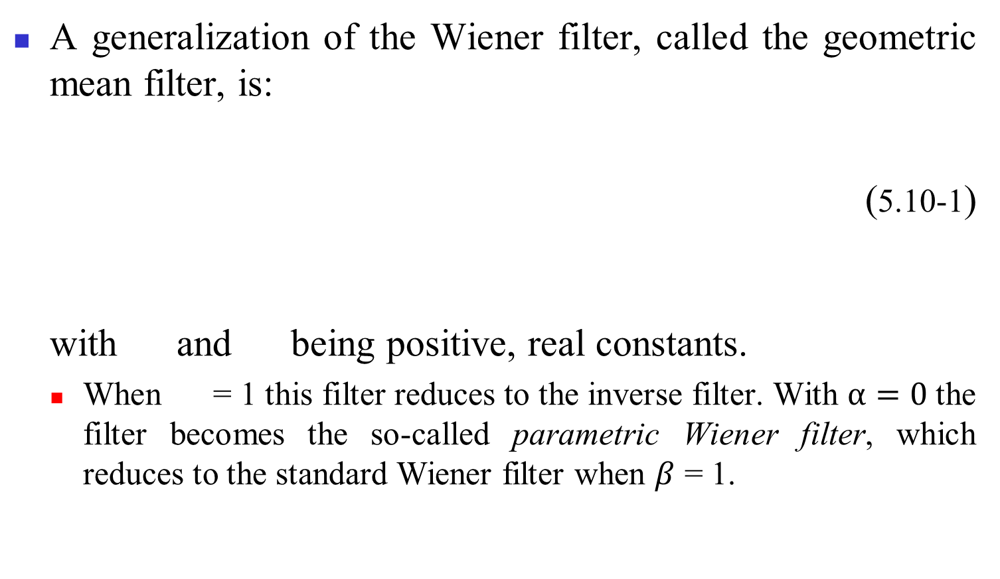 A generalization of the Wiener filter, called the geometric
mean filter, is:
(5.10-1)
with and being positive, real constants.
When = 1 this filter reduces to the inverse filter. With α = 0 the
filter becomes the so-called parametric Wiener filter, which
reduces to the standard Wiener filter when β = 1.